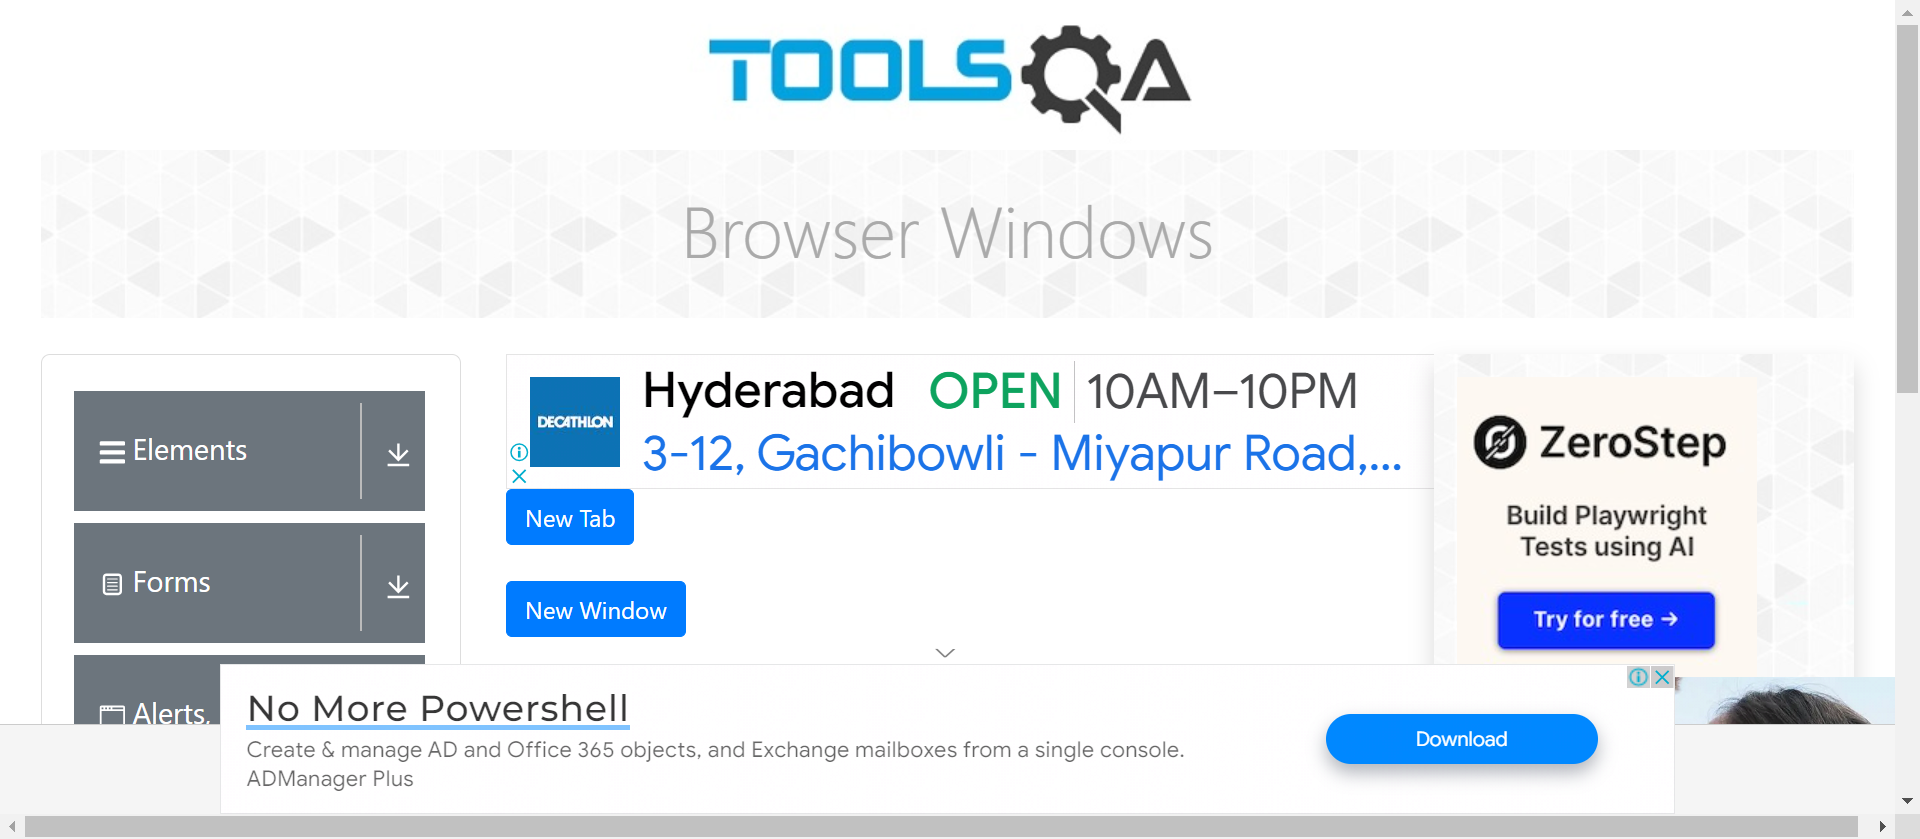 TOOLSQA
Browser Windows
Elements
Forms
Alerts,
DECATHLON
Hyderabad OPEN 10AM–10PM
3-12, Gachibowli - Miyapur Road,...
New Tab
New Window
ZeroStep
Build Playwright
Tests using AI
Try for free →
No More Powershell
Create & manage AD and Office 365 objects, and Exchange mailboxes from a single console.
ADManager Plus
Download